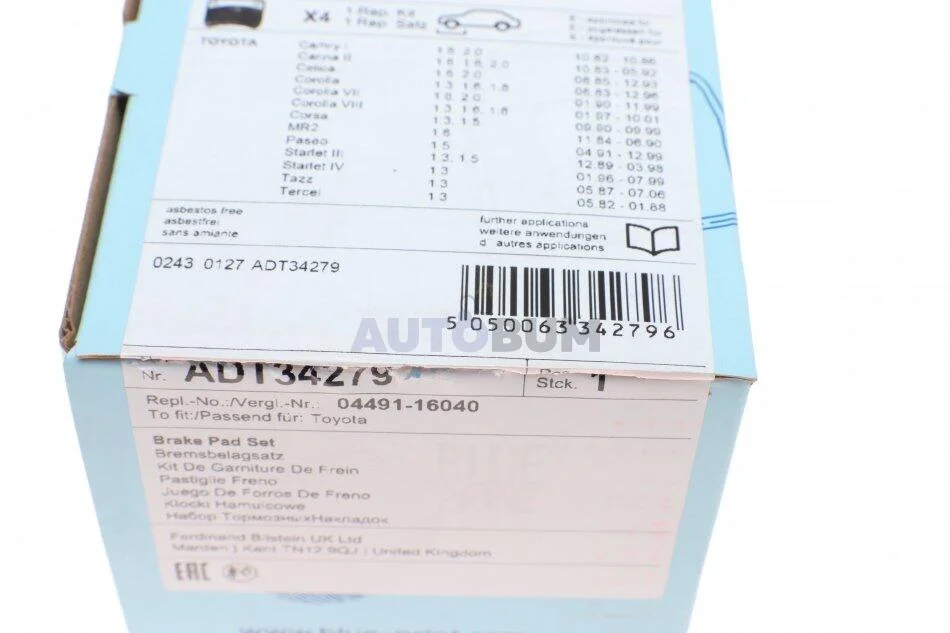 X4 1 Rep. Kit
1 Rep. Satz
TOYOTA
Camry I 1.8, 2.0 10.82 - 10.86
Carina II 1.6, 1.8, 2.0 10.83 - 05.92
Celica 1.6, 2.0 08.85 - 12.93
Corolla 1.3, 1.6, 1.8 06.83 - 12.96
Corolla VII 1.8, 2.0 01.90 - 11.99
Corolla VIII 1.3, 1.6, 1.8 01.97 - 10.01
Corsa 1.3, 1.5 09.90 - 09.99
MR2 1.6 11.84 - 06.90
Paseo 1.5 04.91 - 12.99
Starlet III 1.3, 1.5 12.89 - 03.98
Starlet IV 1.3 01.96 - 07.99
Tazz 1.3 05.87 - 07.06
Tercel 1.3 05.82 - 01.88
asbestos free
asbestfrei
sans amiante
further applications
weitere anwendungen
d' autres applications
0243 0127 ADT34279
5 050063 342796
AUTOBUM
Nr. ADT34279
Stck. 1
Repl.-No.:/Vergl.-Nr.: 04491-16040
To fit:/Passend für: Toyota
Brake Pad Set
Bremsbelagsatz
Kit De Garniture De Frein
Pastiglie Freno
Juego De Forros De Freno
Klocki Hamulcowe
Набор ТормозныхНакладок
Ferdinand Bilstein UK Ltd
Marden | Kent TN12 9QJ | United Kingdom
EAC